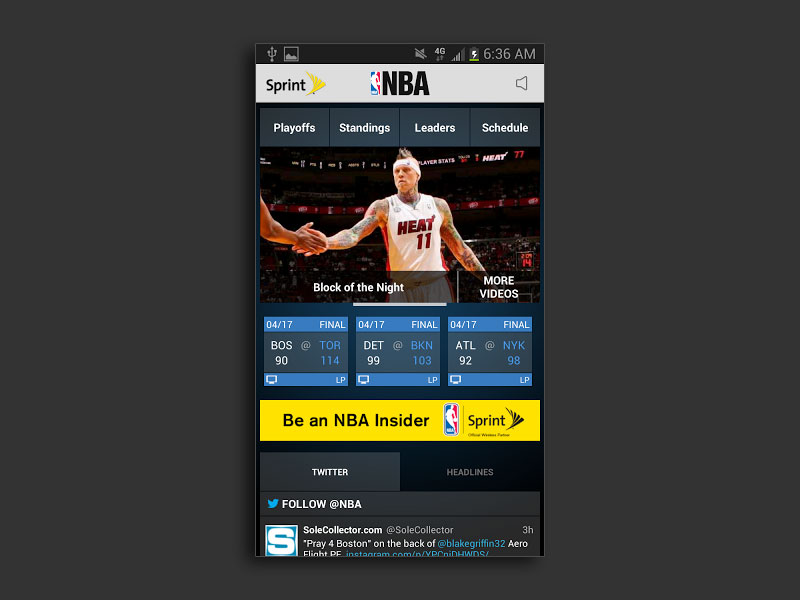 4G 6:36 AM
Sprint NBA
Playoffs Standings Leaders Schedule
PLAYER STATS HEAT 77
HEAT
11
Block of the Night
MORE
VIDEOS
04/17 FINAL 04/17 FINAL 04/17 FINAL
BOS @ TOR DET @ BKN ATL @ NYK
90 114 99 103 92 98
LP LP LP
Be an NBA Insider Sprint
Official Wireless Partner
TWITTER HEADLINES
FOLLOW @NBA
S SoleCollector.com @SoleCollector 3h
"Pray 4 Boston" on the back of @blakegriffin32 Aero
Flight PE.